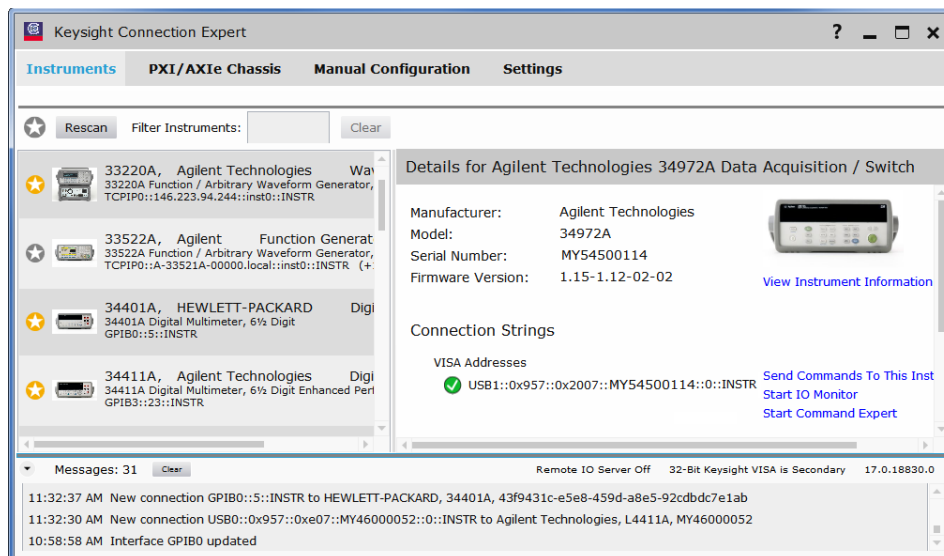 Keysight Connection Expert
?
Instruments PXI/AXIe Chassis Manual Configuration Settings
Rescan Filter Instruments: Clear
33220A, Agilent Technologies Wav
33220A Function / Arbitrary Waveform Generator,
TCPIP0::146.223.94.244::inst0::INSTR
33522A, Agilent Function Generat
33522A Function / Arbitrary Waveform Generator,
TCPIP0::A-33521A-00000.local::inst0::INSTR (+
34401A, HEWLETT-PACKARD Digi
34401A Digital Multimeter, 6½ Digit
GPIB0::5::INSTR
34411A, Agilent Technologies Digi
34411A Digital Multimeter, 6½ Digit Enhanced Perf
GPIB3::23::INSTR
Details for Agilent Technologies 34972A Data Acquisition / Switch
Manufacturer: Agilent Technologies
Model: 34972A
Serial Number: MY54500114
Firmware Version: 1.15-1.12-02-02
View Instrument Information
Connection Strings
VISA Addresses
USB1::0x957::0x2007::MY54500114::0::INSTR
Send Commands To This Inst
Start IO Monitor
Start Command Expert
Messages: 31 Clear Remote IO Server Off 32-Bit Keysight VISA is Secondary 17.0.18830.0
11:32:37 AM New connection GPIB0::5::INSTR to HEWLETT-PACKARD, 34401A, 43f9431c-e5e8-459d-a8e5-92cdbdc7e1ab
11:32:30 AM New connection USB0::0x957::0xe07::MY46000052::0::INSTR to Agilent Technologies, L4411A, MY46000052
10:58:58 AM Interface GPIB0 updated